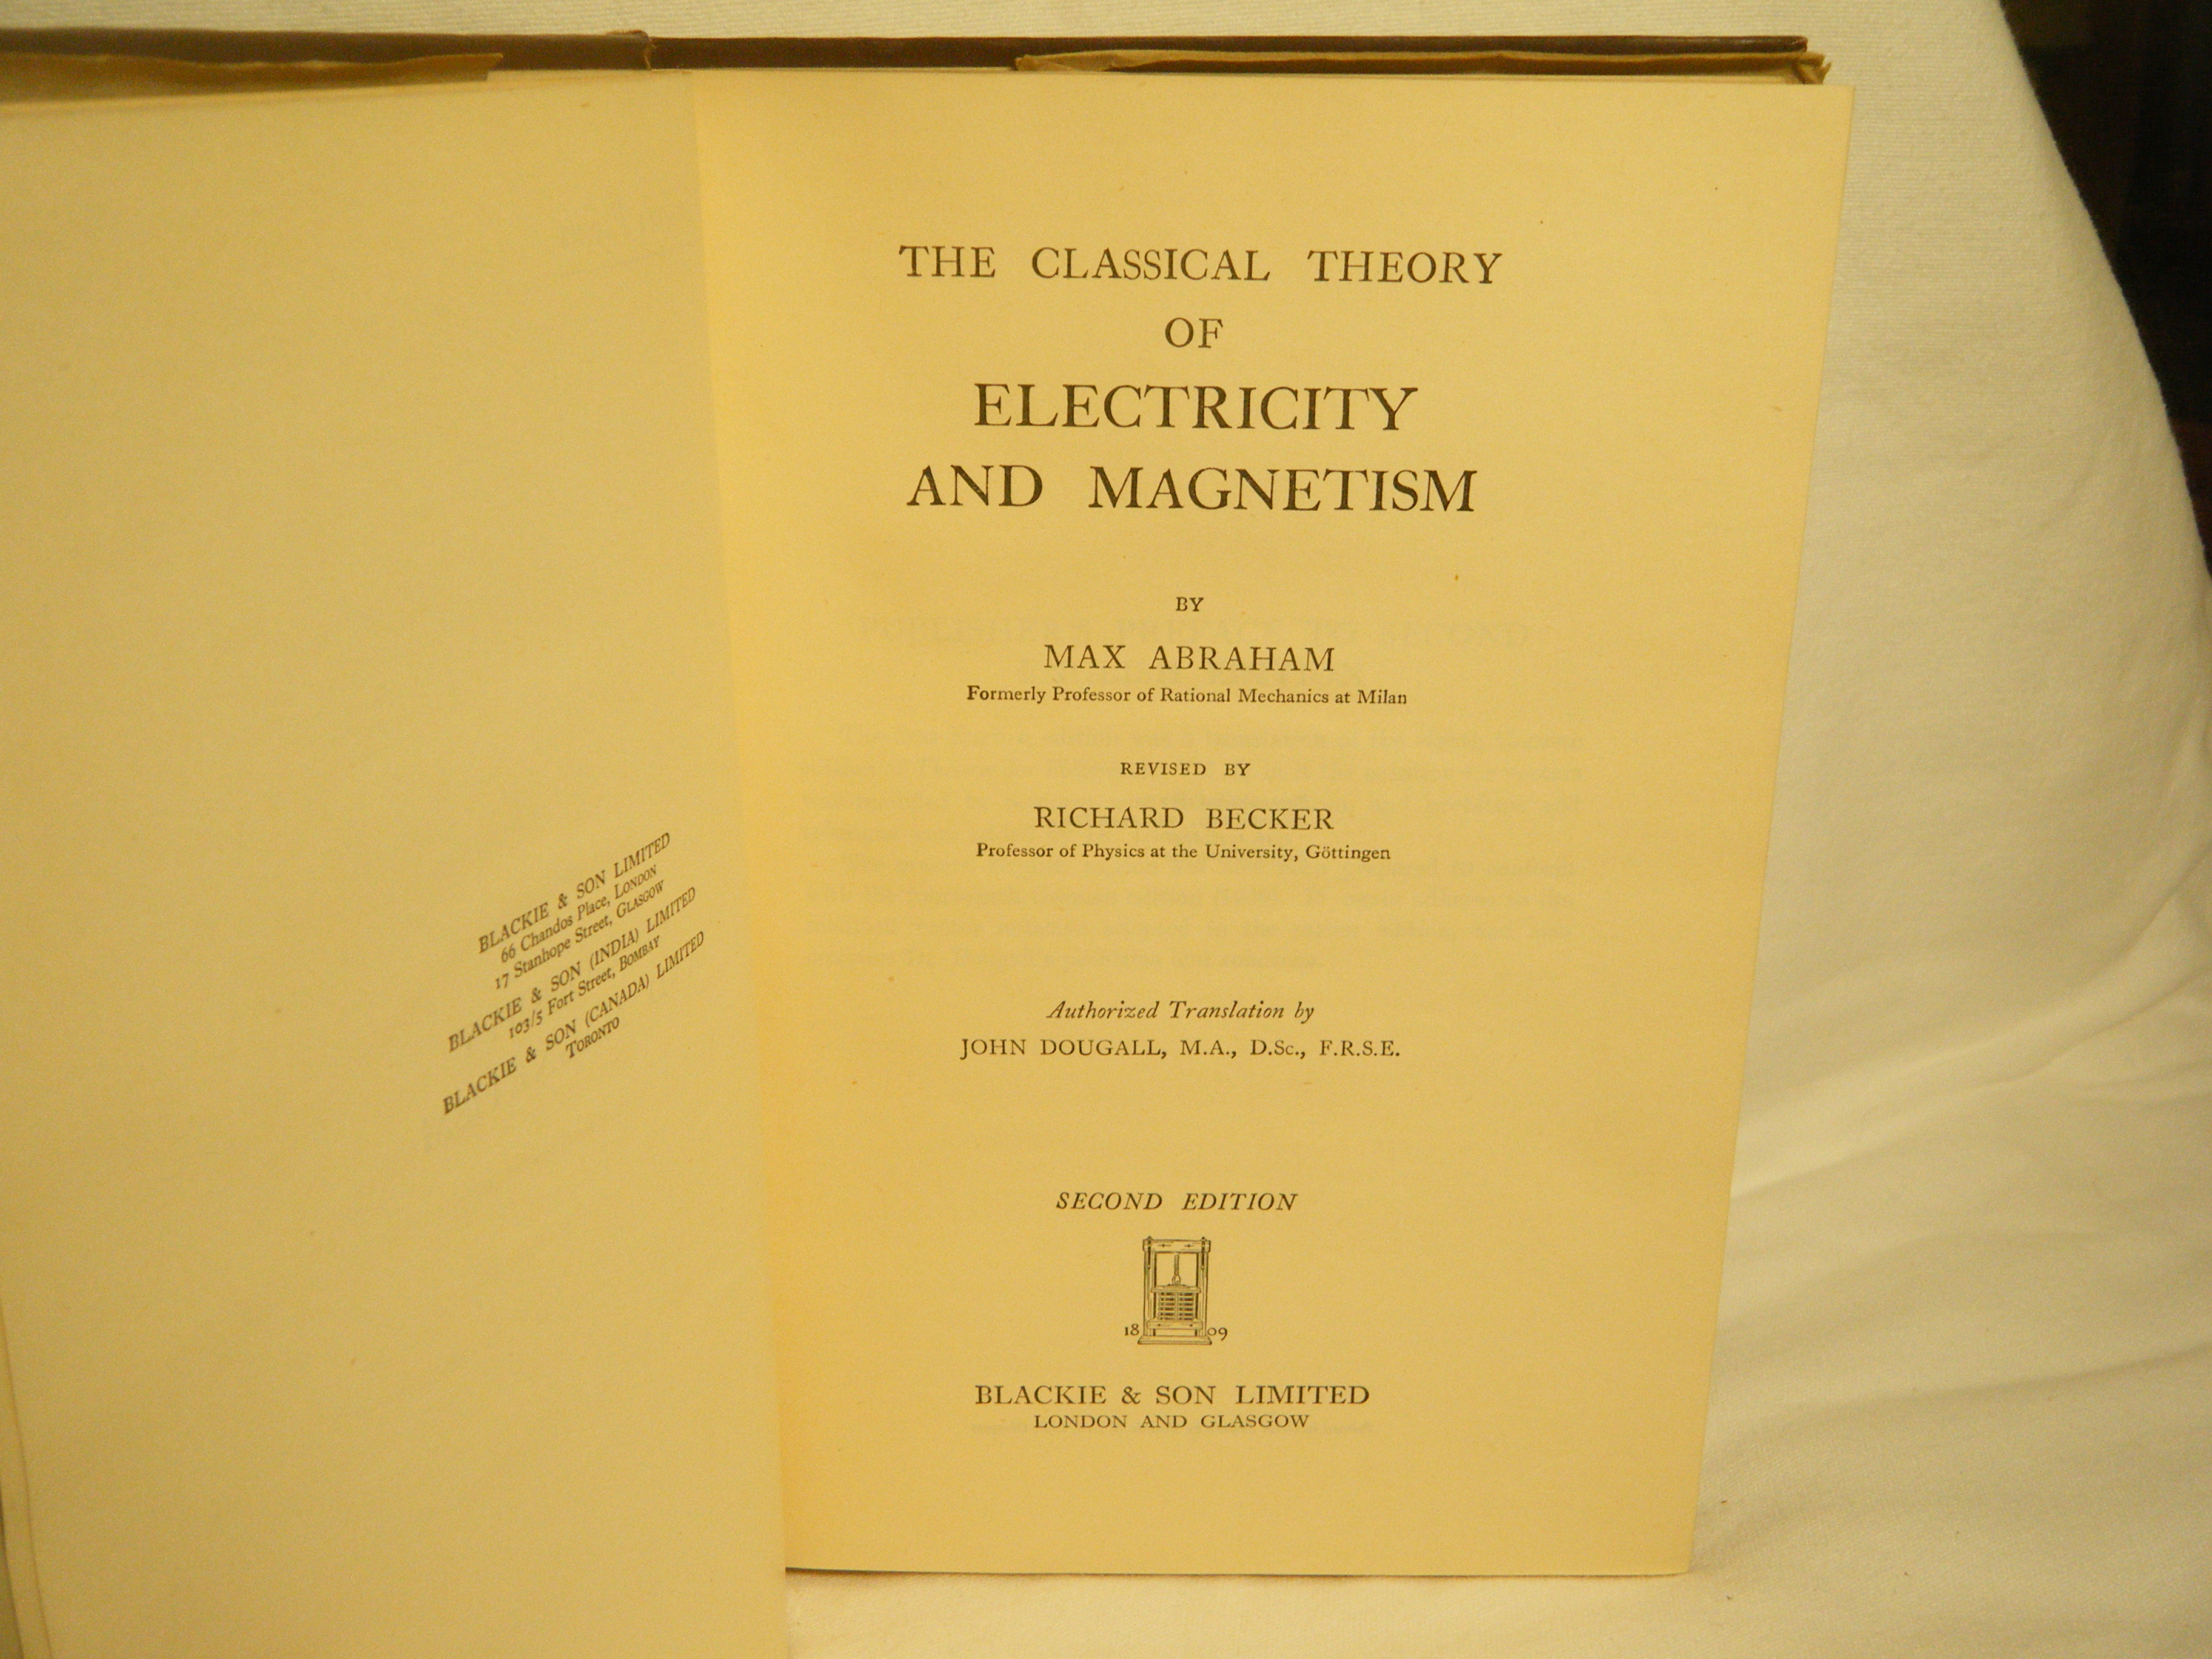 BLACKIE & SON LIMITED
66 Chandos Place, LONDON
17 Stanhope Street, GLASGOW
BLACKIE & SON (INDIA) LIMITED
103/5 Fort Street, BOMBAY
BLACKIE & SON (CANADA) LIMITED
TORONTO
THE CLASSICAL THEORY
OF
ELECTRICITY
AND MAGNETISM
BY
MAX ABRAHAM
Formerly Professor of Rational Mechanics at Milan
REVISED BY
RICHARD BECKER
Professor of Physics at the University, Göttingen
Authorized Translation by
JOHN DOUGALL, M.A., D.Sc., F.R.S.E.
SECOND EDITION
18 09
BLACKIE & SON LIMITED
LONDON AND GLASGOW